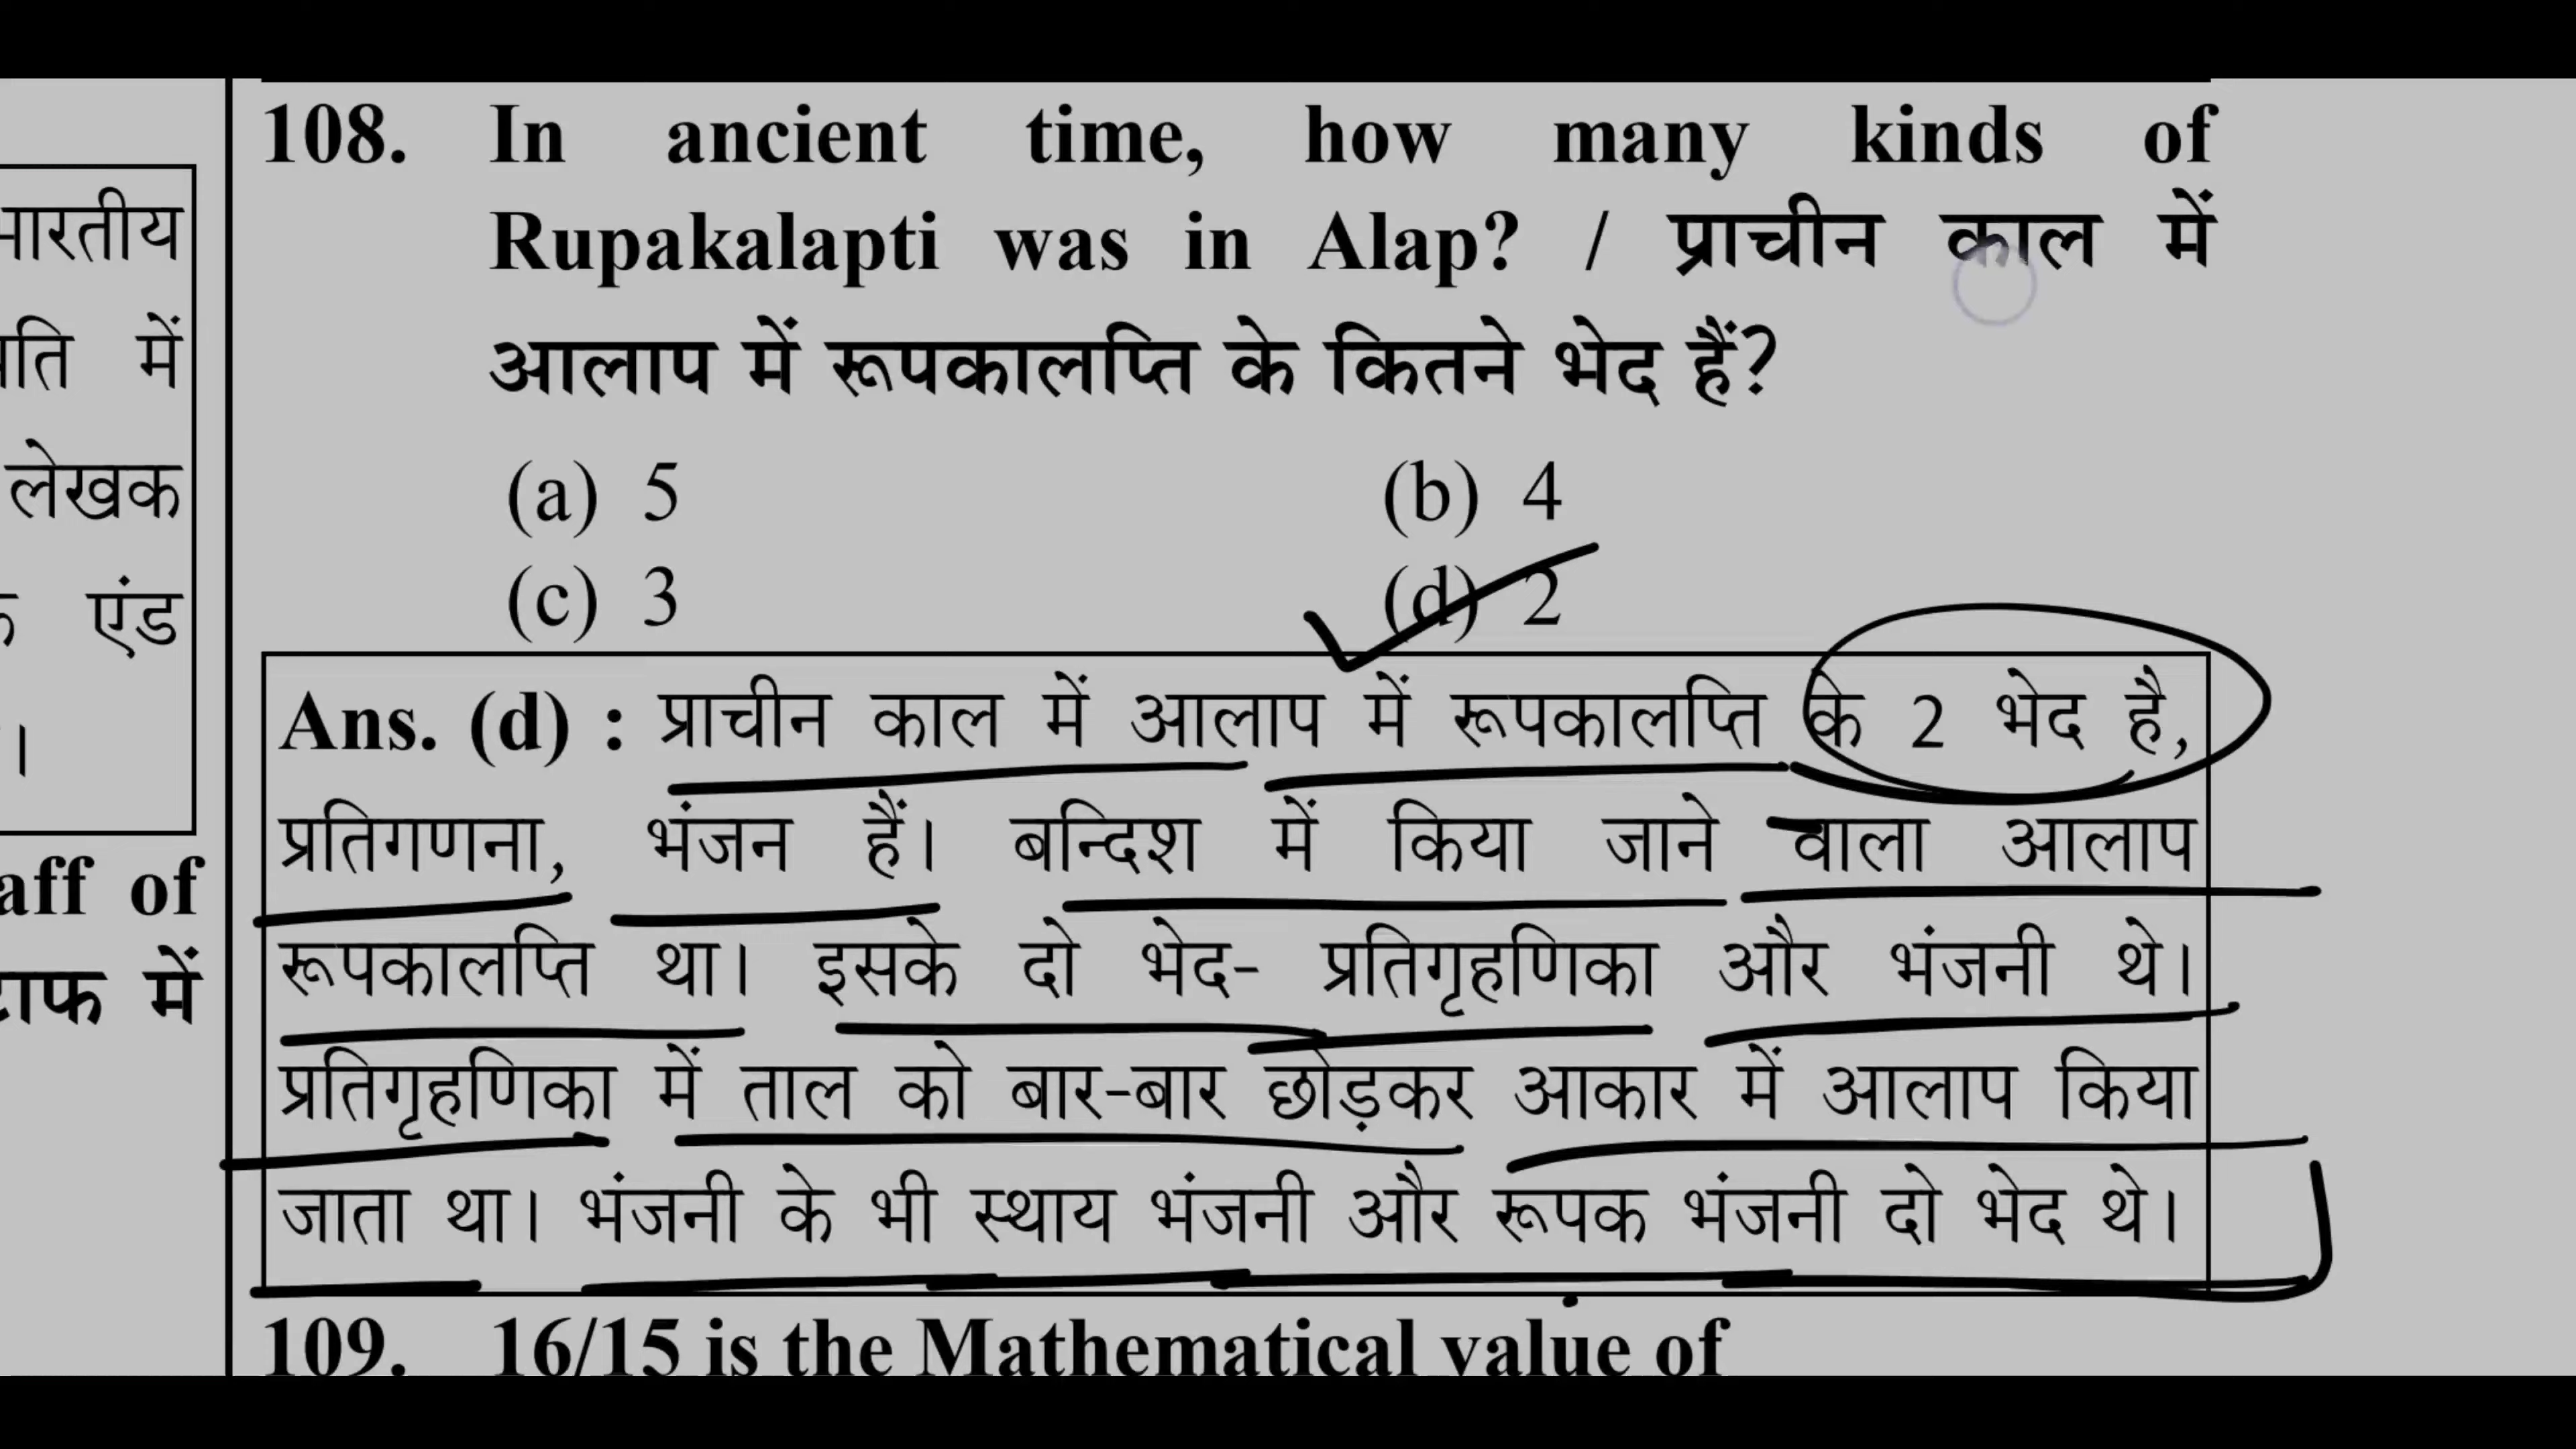 भारतीय
में
लेखक
एंड
।
aff of
में
108. In ancient time, how many kinds of
Rupakalapti was in Alap? / प्राचीन काल में
आलाप में रूपकालप्ति के कितने भेद हैं?
(a) 5 (b) 4
(c) 3 (d) 2
Ans. (d) : प्राचीन काल में आलाप में रूपकालप्ति के 2 भेद है,
प्रतिगणना, भंजन हैं। बन्दिश में किया जाने वाला आलाप
रूपकालप्ति था। इसके दो भेद- प्रतिगृहणिका और भंजनी थे।
प्रतिगृहणिका में ताल को बार-बार छोड़कर आकार में आलाप किया
जाता था। भंजनी के भी स्थाय भंजनी और रूपक भंजनी दो भेद थे।
109. 16/15 is the Mathematical value of